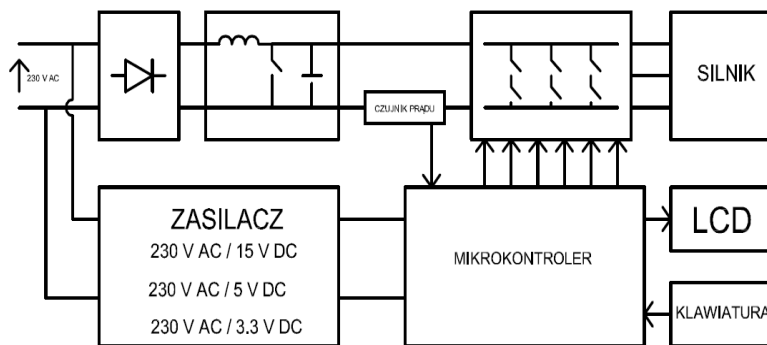 230 V AC
CZUJNIK PRĄDU
SILNIK
ZASILACZ
230 V AC / 15 V DC
230 V AC / 5 V DC
230 V AC / 3.3 V DC
MIKROKONTROLER
LCD
KLAWIATURA